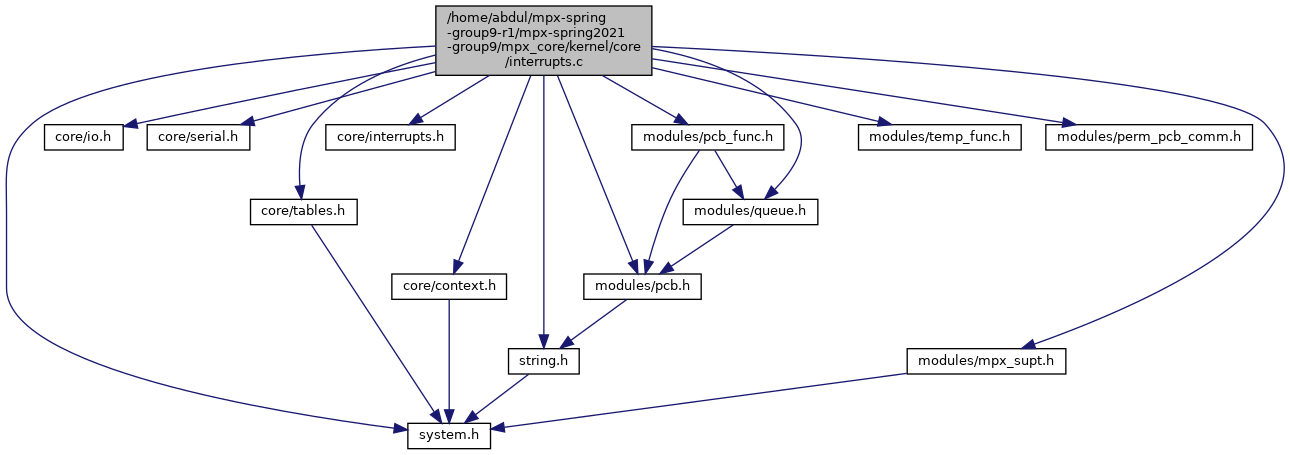 /home/abdul/mpx-spring
-group9-r1/mpx-spring2021
-group9/mpx_core/kernel/core
/interrupts.c
core/io.h
core/serial.h
core/interrupts.h
modules/pcb_func.h
modules/temp_func.h
modules/perm_pcb_comm.h
core/tables.h
modules/queue.h
core/context.h
modules/pcb.h
string.h
modules/mpx_supt.h
system.h